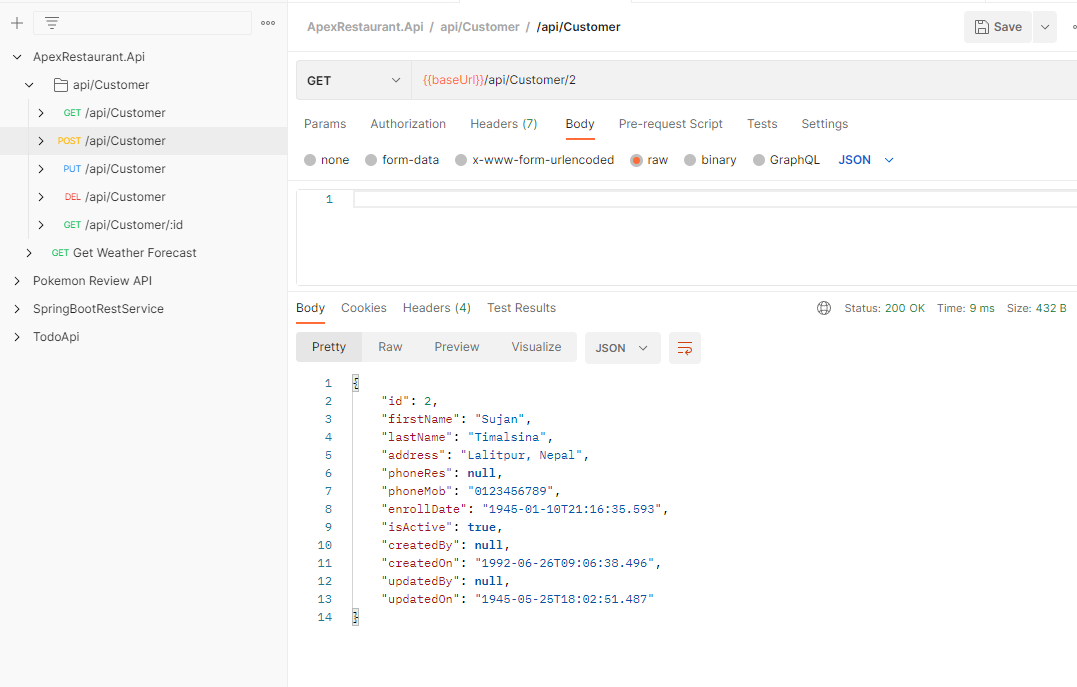 ApexRestaurant.Api / api/Customer / /api/Customer
Save
ApexRestaurant.Api
api/Customer
GET /api/Customer
POST /api/Customer
PUT /api/Customer
DEL /api/Customer
GET /api/Customer/:id
GET Get Weather Forecast
Pokemon Review API
SpringBootRestService
TodoApi
GET {{baseUrl}}/api/Customer/2
Params Authorization Headers (7) Body Pre-request Script Tests Settings
none form-data x-www-form-urlencoded raw binary GraphQL JSON
1
Body Cookies Headers (4) Test Results Status: 200 OK Time: 9 ms Size: 432 B
Pretty Raw Preview Visualize JSON
1 {
2 "id": 2,
3 "firstName": "Sujan",
4 "lastName": "Timalsina",
5 "address": "Lalitpur, Nepal",
6 "phoneRes": null,
7 "phoneMob": "0123456789",
8 "enrollDate": "1945-01-10T21:16:35.593",
9 "isActive": true,
10 "createdBy": null,
11 "createdOn": "1992-06-26T09:06:38.496",
12 "updatedBy": null,
13 "updatedOn": "1945-05-25T18:02:51.487"
14 }